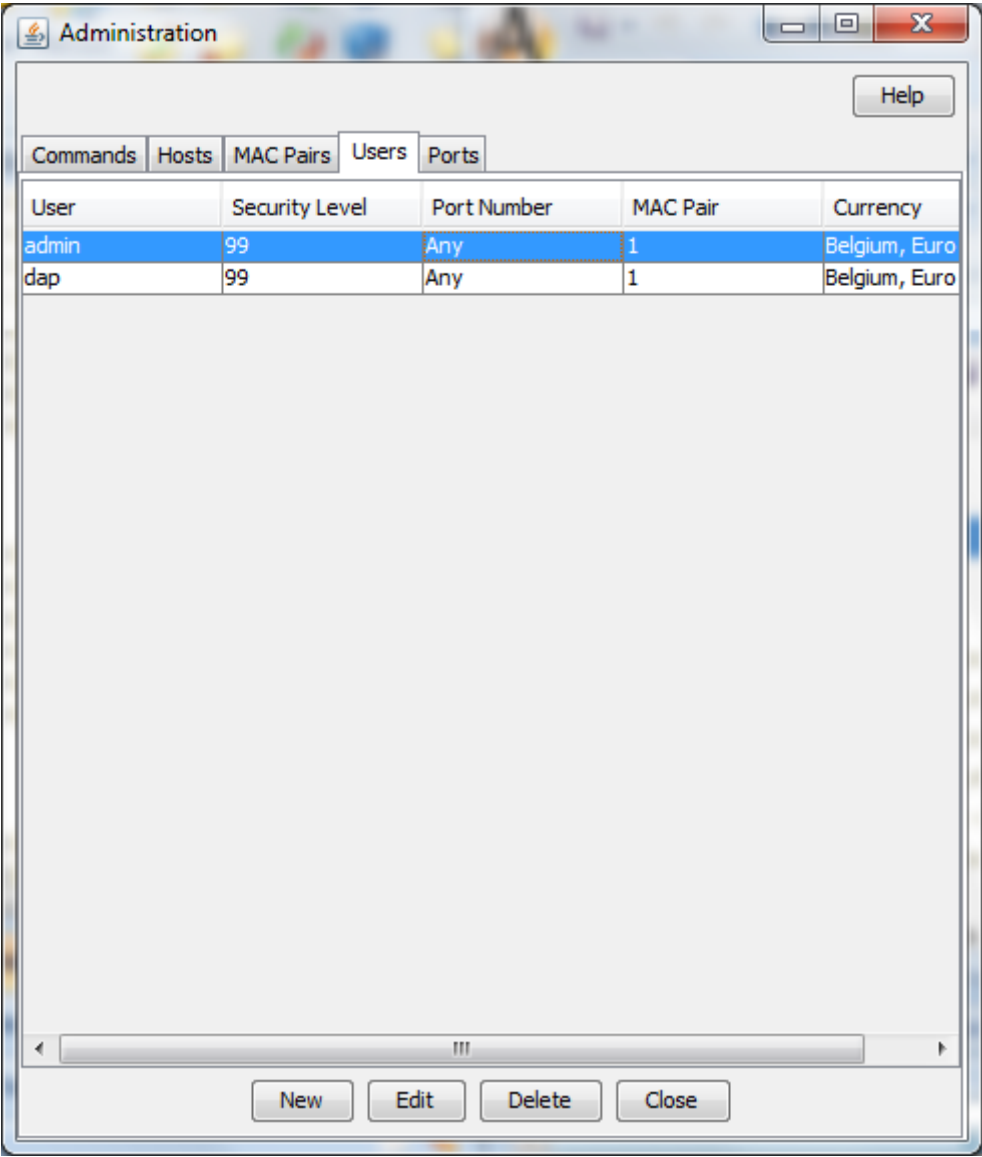 Administration
Help
Commands Hosts MAC Pairs Users Ports
User Security Level Port Number MAC Pair Currency
admin 99 Any 1 Belgium, Euro
dap 99 Any 1 Belgium, Euro
New Edit Delete Close